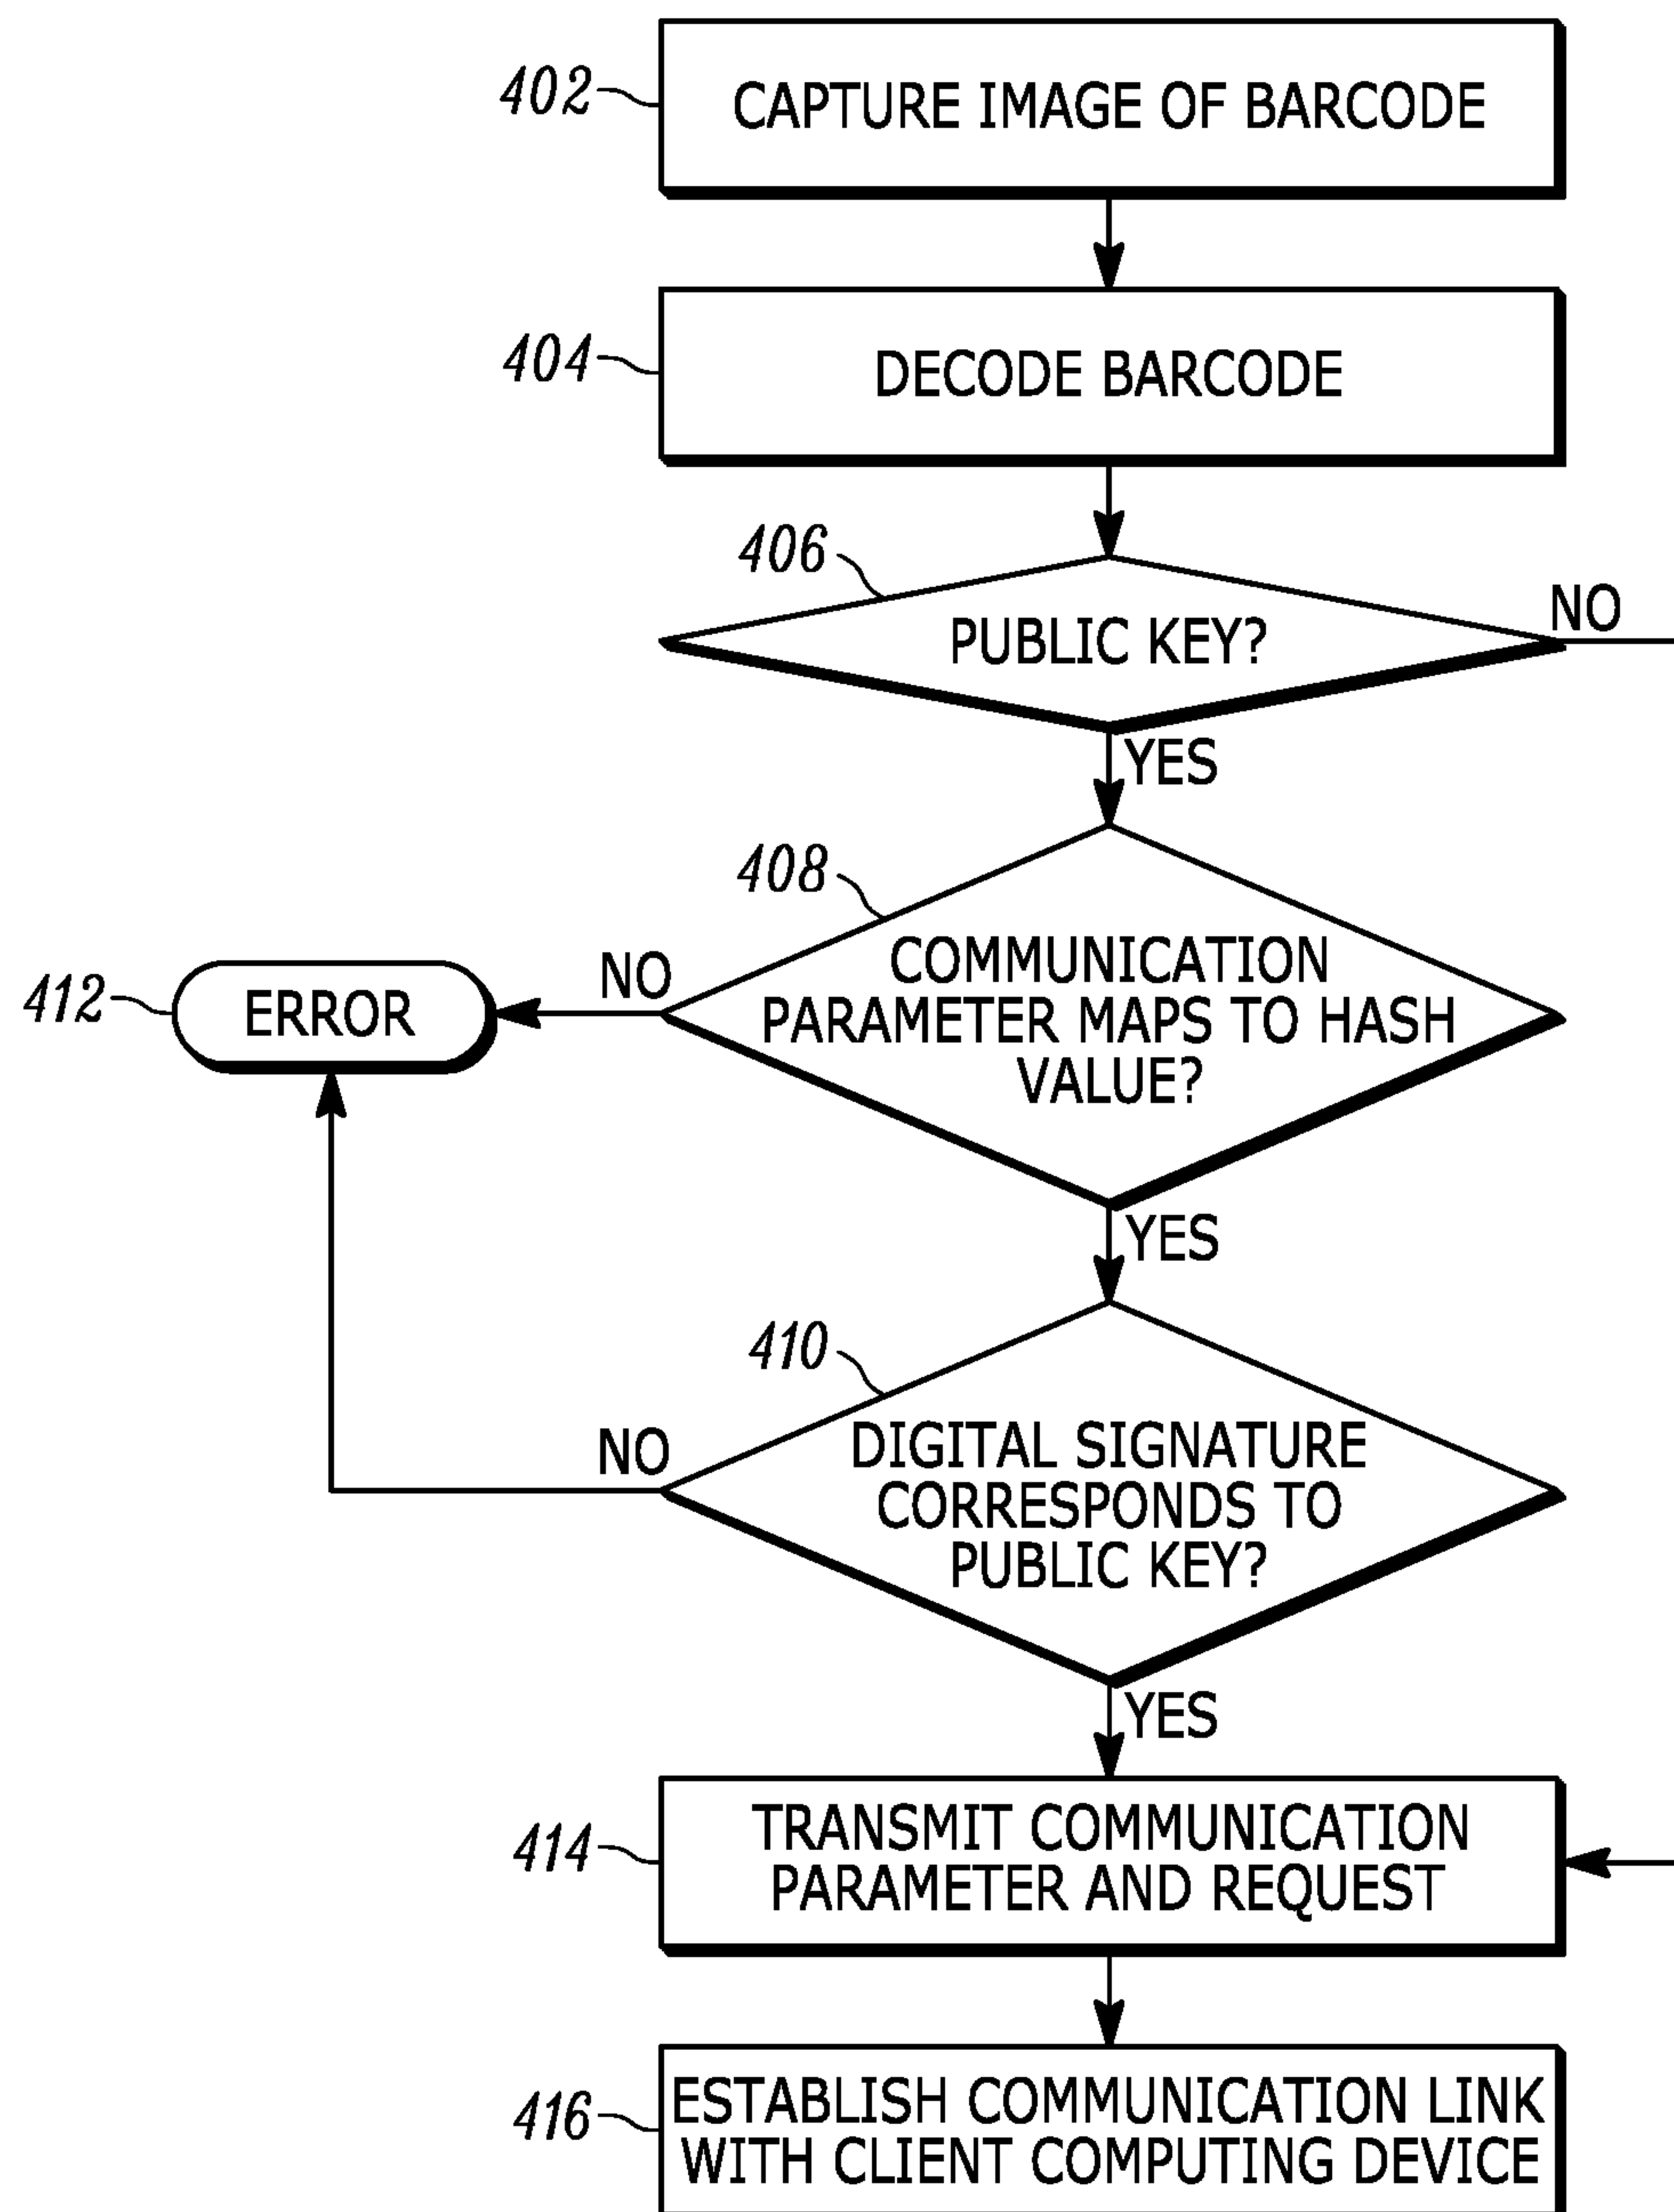 402
CAPTURE IMAGE OF BARCODE
404
DECODE BARCODE
406
PUBLIC KEY?
NO
YES
408
COMMUNICATION
PARAMETER MAPS TO HASH
VALUE?
NO
412
ERROR
YES
410
DIGITAL SIGNATURE
CORRESPONDS TO
PUBLIC KEY?
NO
YES
414
TRANSMIT COMMUNICATION
PARAMETER AND REQUEST
416
ESTABLISH COMMUNICATION LINK
WITH CLIENT COMPUTING DEVICE